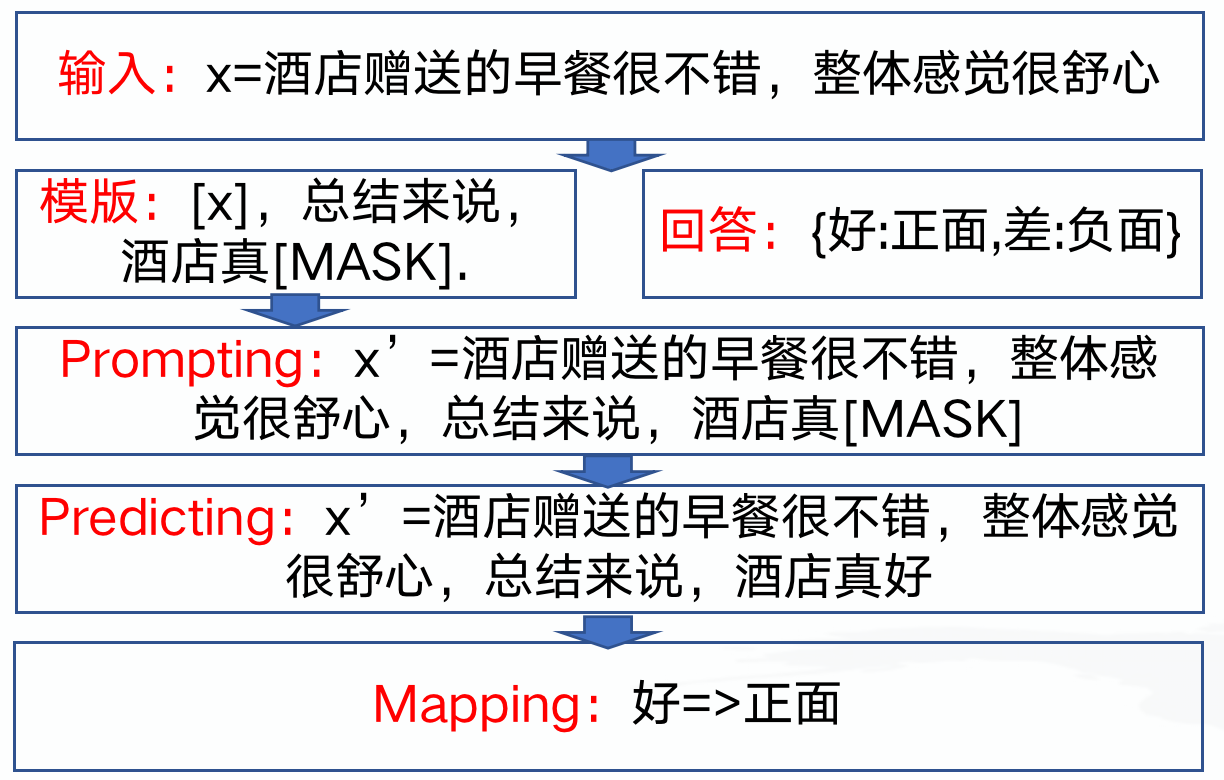 输入：x=酒店赠送的早餐很不错，整体感觉很舒心
模版：[x]，总结来说，
酒店真[MASK].
回答：{好:正面,差:负面}
Prompting：x’=酒店赠送的早餐很不错，整体感
觉很舒心，总结来说，酒店真[MASK]
Predicting：x’=酒店赠送的早餐很不错，整体感觉
很舒心，总结来说，酒店真好
Mapping：好=>正面